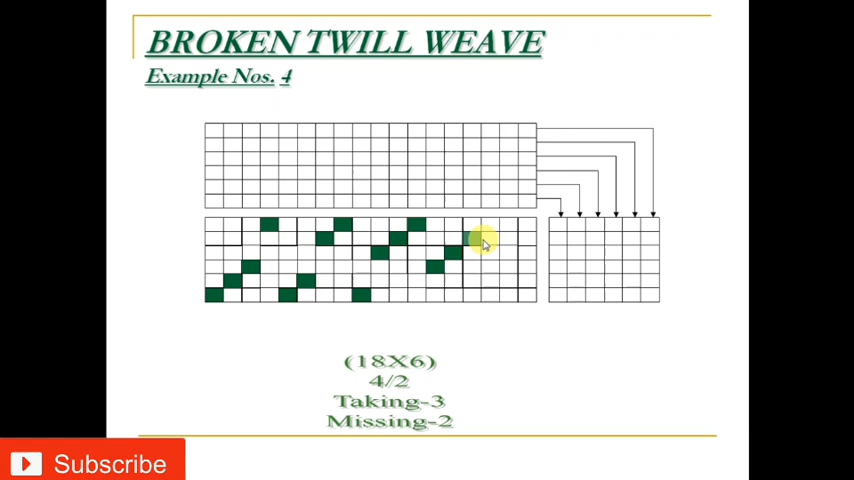 BROKEN TWILL WEAVE
Example Nos. 4
(18X6)
4/2
Taking-3
Missing-2
Subscribe